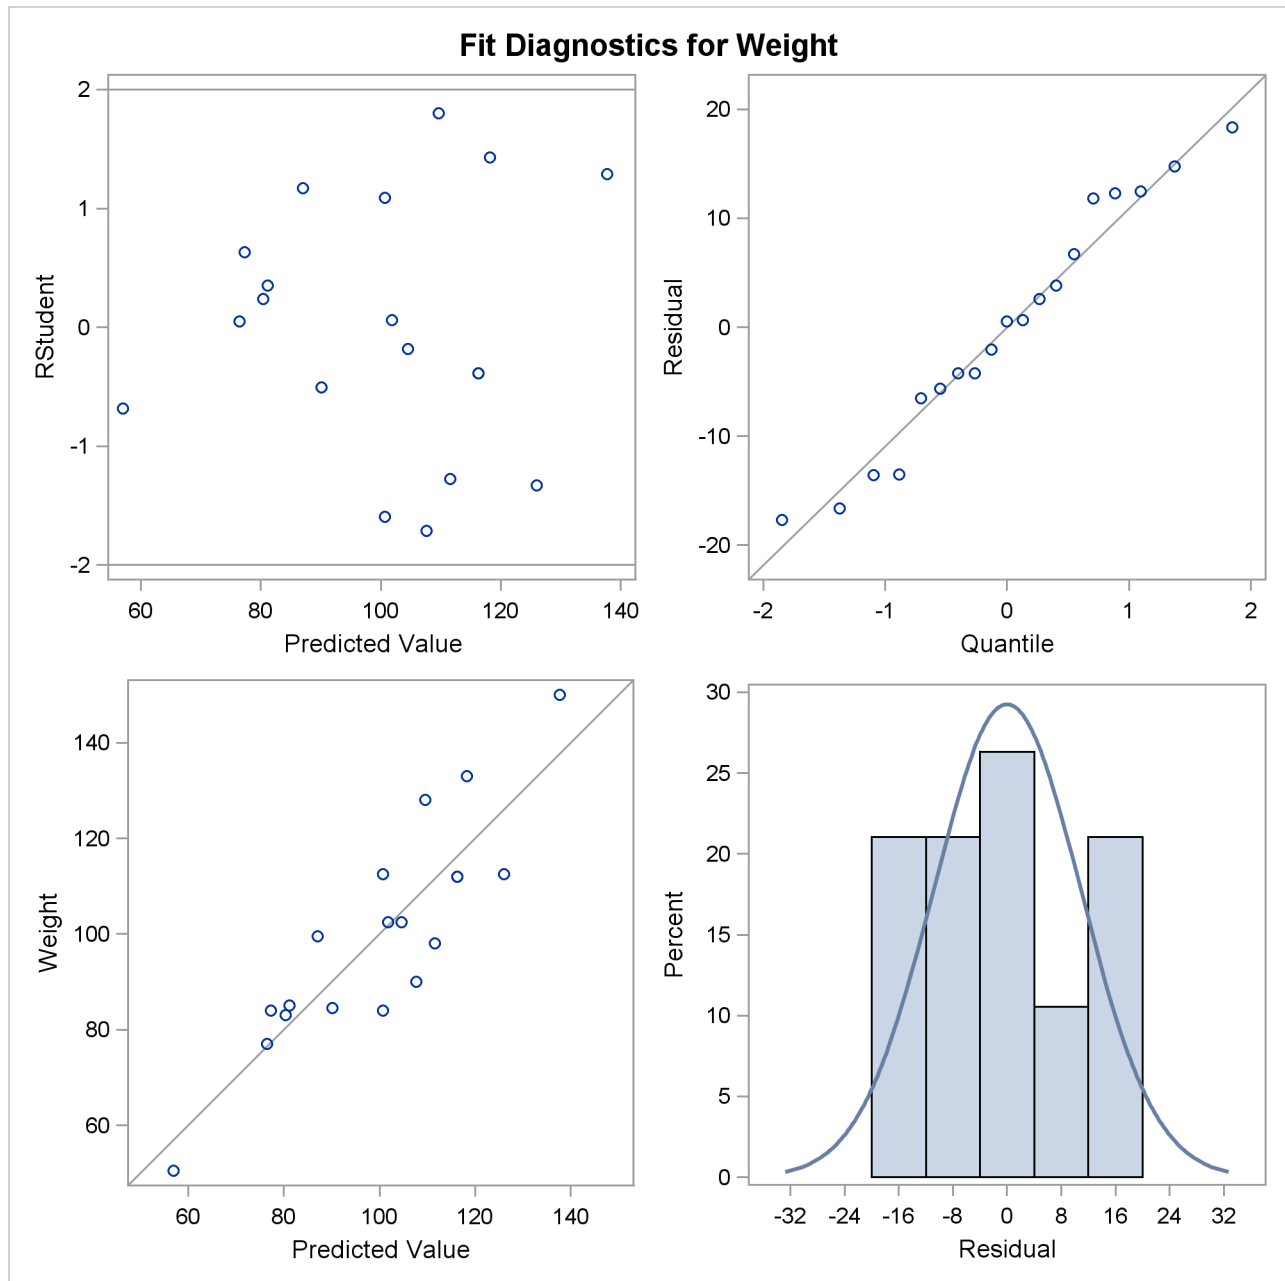 Fit Diagnostics for Weight
RStudent
2
1
0
-1
-2
60 80 100 120 140
Predicted Value
Residual
20
10
0
-10
-20
-2 -1 0 1 2
Quantile
Weight
140
120
100
80
60
60 80 100 120 140
Predicted Value
Percent
30
25
20
15
10
5
0
-32 -24 -16 -8 0 8 16 24 32
Residual